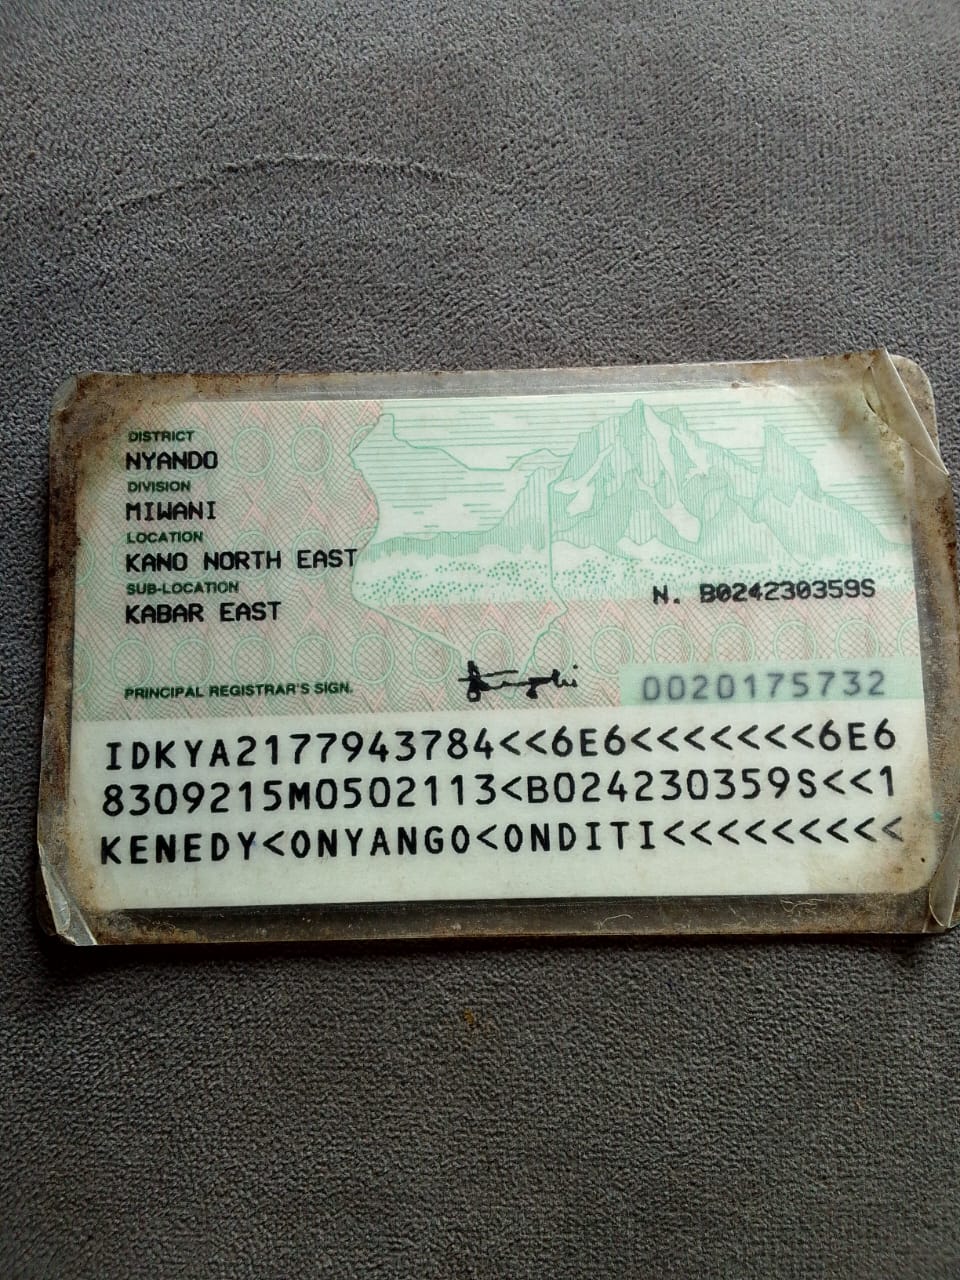 DISTRICT
NYANDO
DIVISION
MIWANI
LOCATION
KANO NORTH EAST
SUB-LOCATION
KABAR EAST
N. B024230359S
PRINCIPAL REGISTRAR'S SIGN.
0020175732
IDKYA2177943784<<6E6<<<<<<<6E6
8309215M0502113<B024230359S<<1
KENEDY<ONYANGO<ONDITI<<<<<<<<<